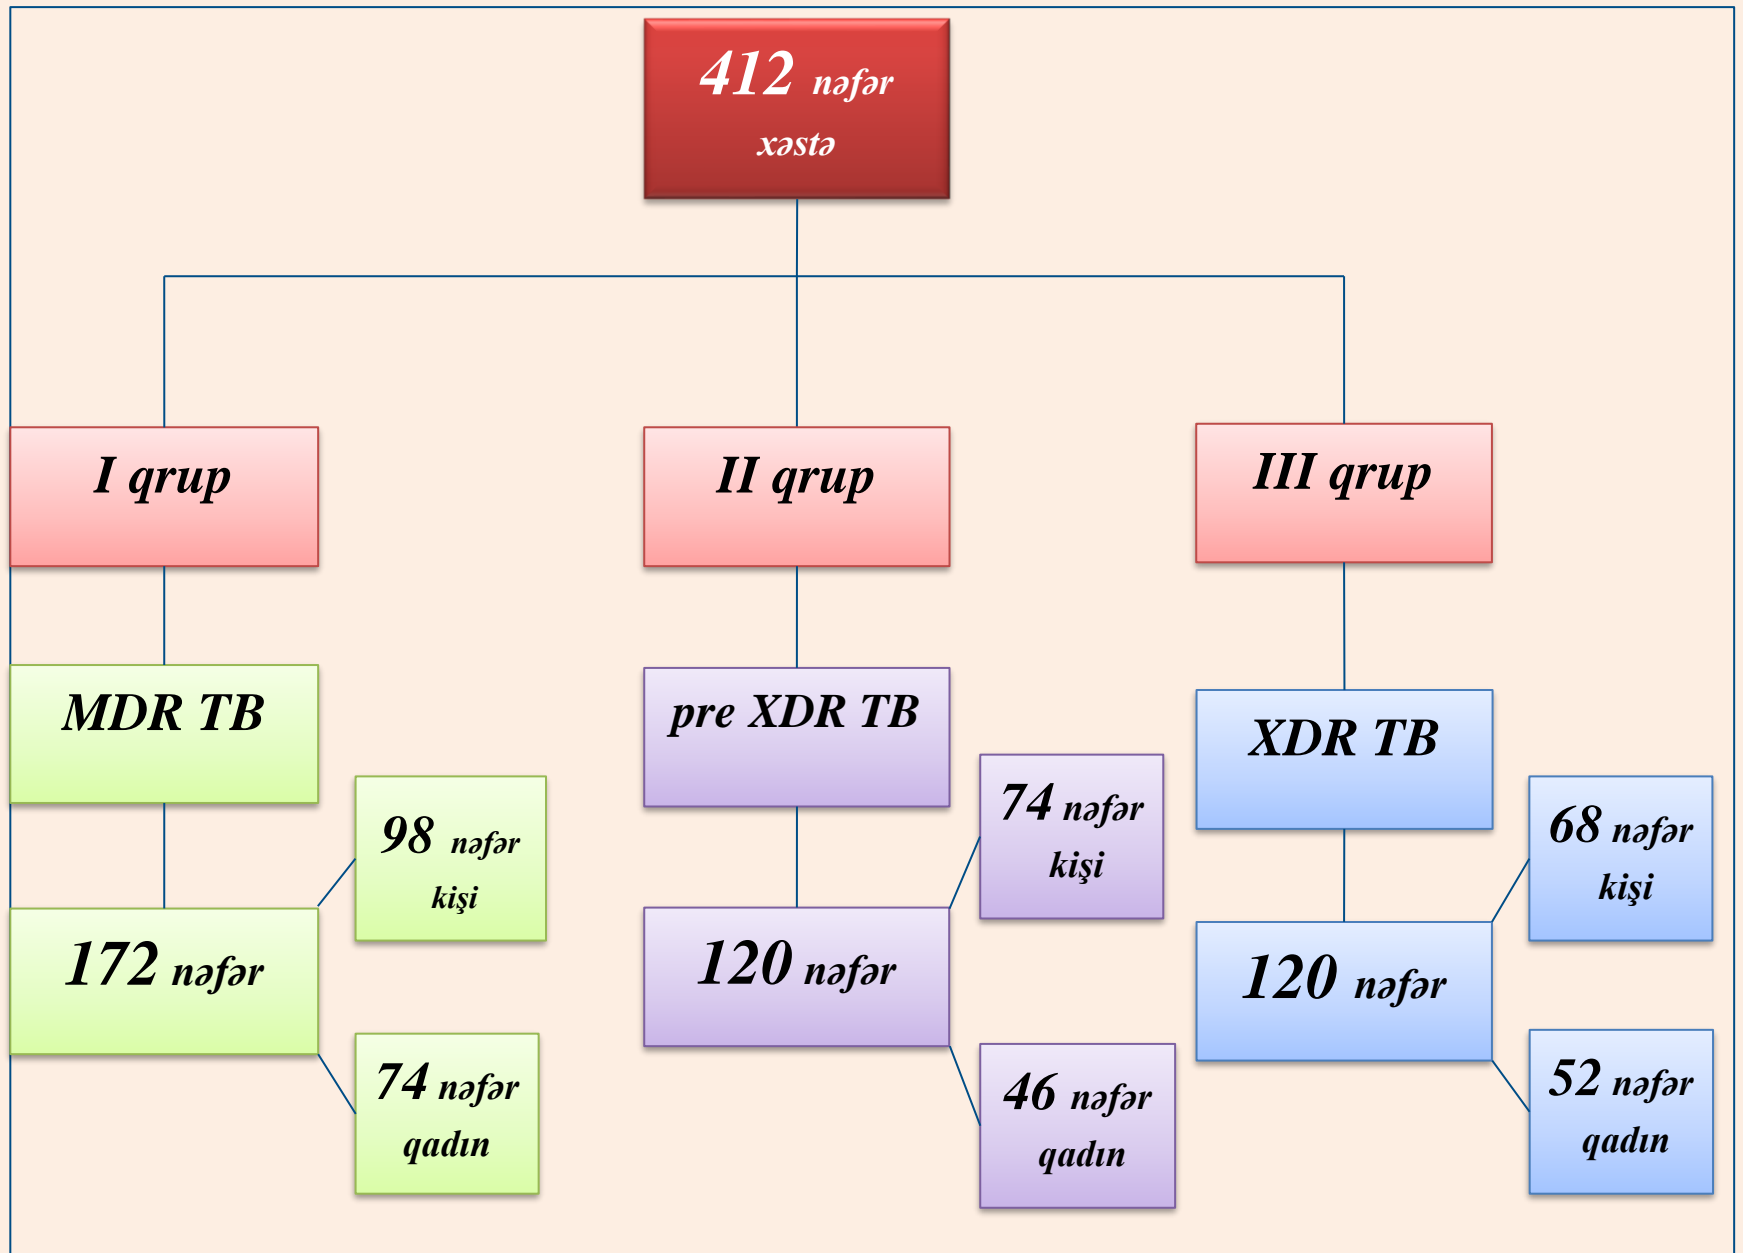 412 nəfər
xəstə
I qrup
II qrup
III qrup
MDR TB
pre XDR TB
XDR TB
98 nəfər
kişi
74 nəfər
kişi
68 nəfər
kişi
172 nəfər
120 nəfər
120 nəfər
74 nəfər
qadın
46 nəfər
qadın
52 nəfər
qadın